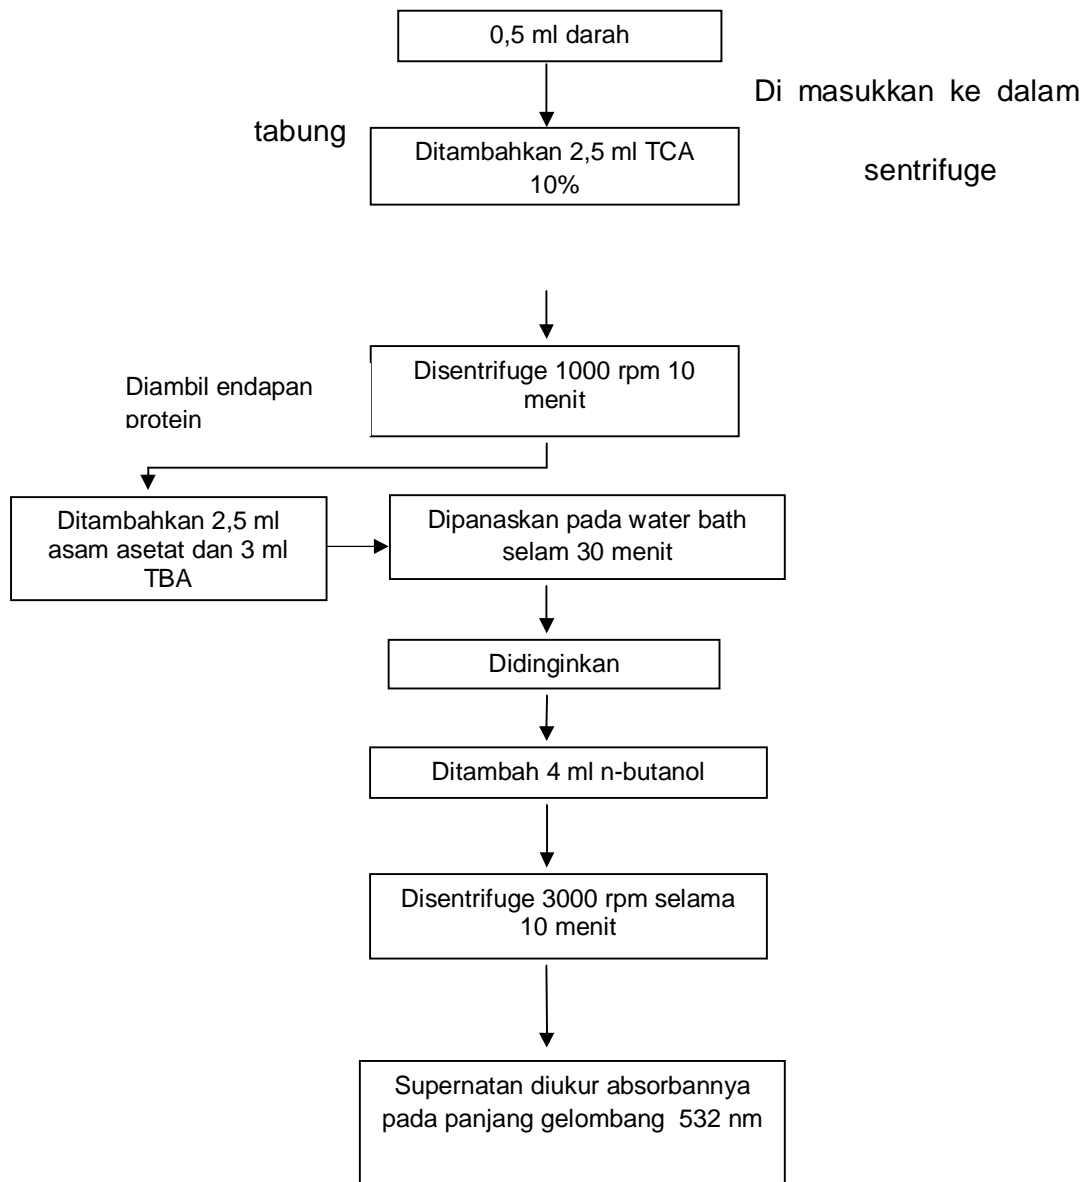 0,5 ml darah
Di masukkan ke dalam
tabung
Ditambahkan 2,5 ml TCA
10%
sentrifuge
Disentrifuge 1000 rpm 10
menit
Diambil endapan
protein
Ditambahkan 2,5 ml
asam asetat dan 3 ml
TBA
Dipanaskan pada water bath
selam 30 menit
Didinginkan
Ditambah 4 ml n-butanol
Disentrifuge 3000 rpm selama
10 menit
Supernatan diukur absorbannya
pada panjang gelombang 532 nm